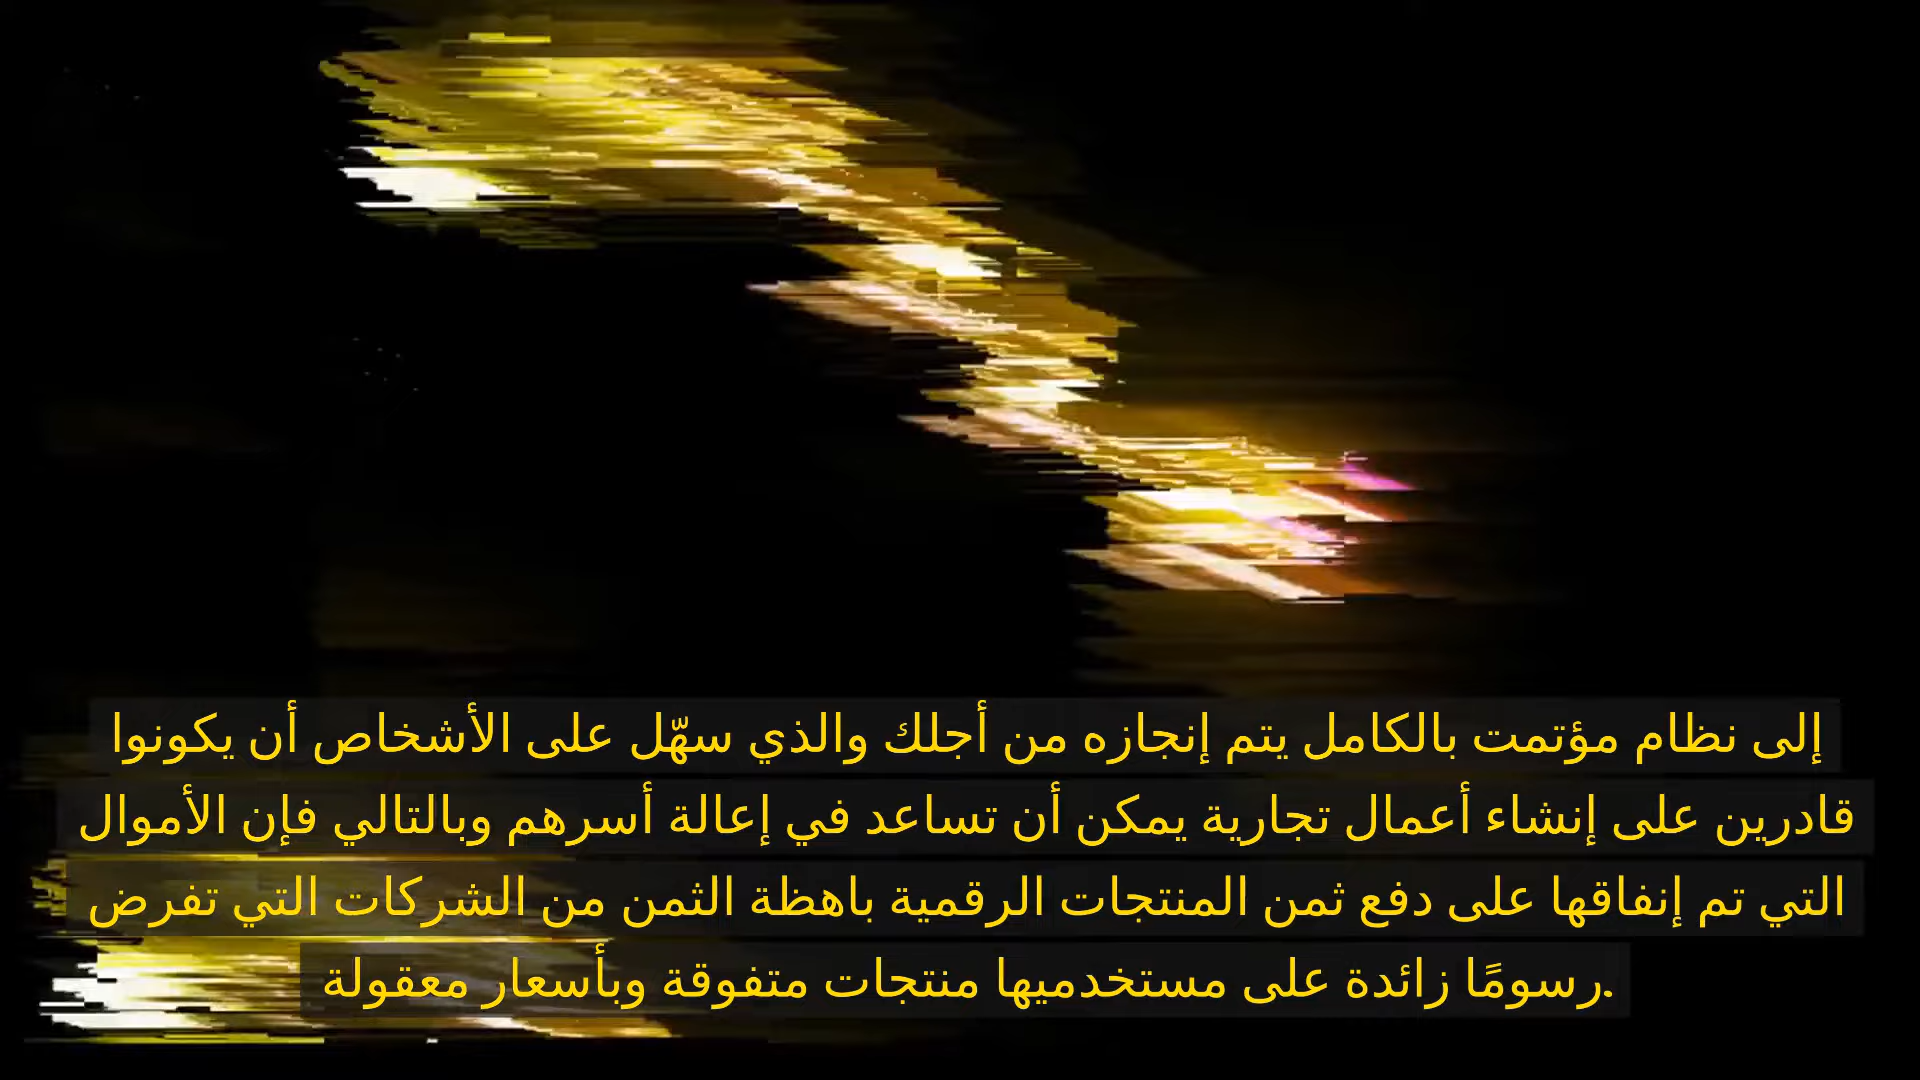 إلى نظام مؤتمت بالكامل يتم إنجازه من أجلك والذي سهّل على الأشخاص أن يكونوا
قادرين على إنشاء أعمال تجارية يمكن أن تساعد في إعالة أسرهم وبالتالي فإن الأموال
التي تم إنفاقها على دفع ثمن المنتجات الرقمية باهظة الثمن من الشركات التي تفرض
.رسومًا زائدة على مستخدميها منتجات متفوقة وبأسعار معقولة